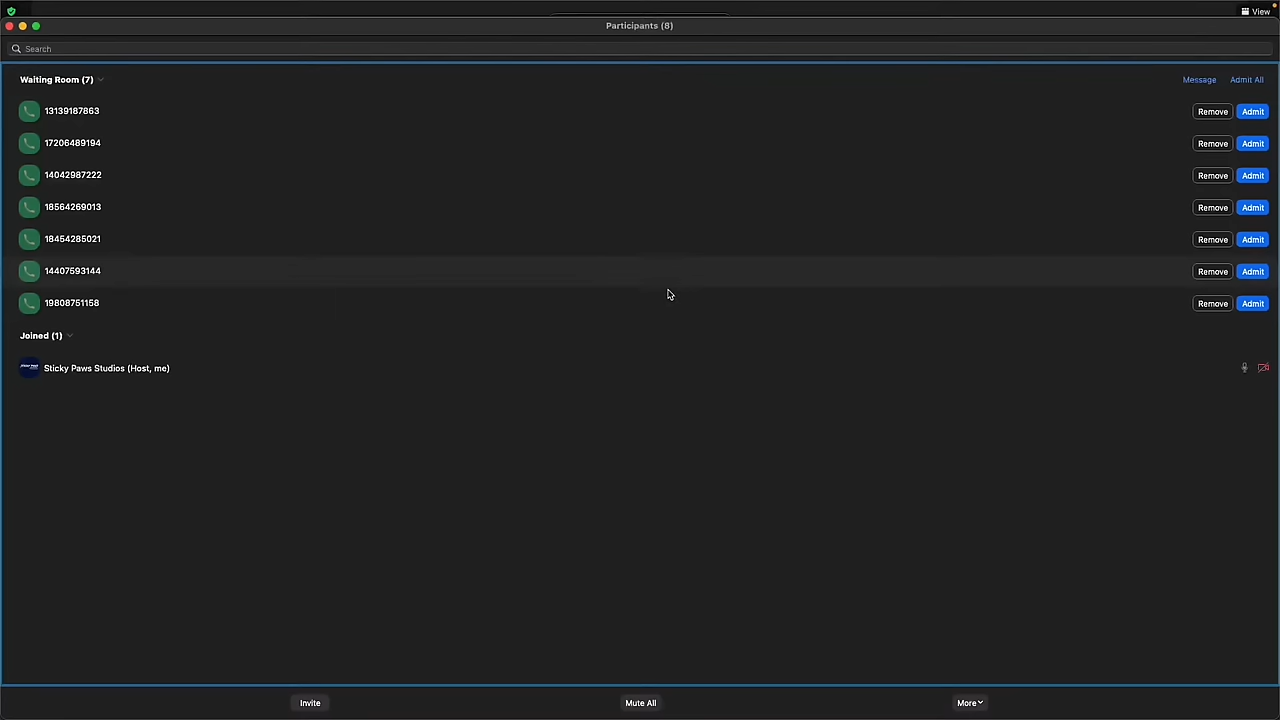 View
Participants (8)
Search
Waiting Room (7)
Message
Admit All
13139187863
Remove
Admit
17206489194
Remove
Admit
14042987222
Remove
Admit
18564269013
Remove
Admit
18454285021
Remove
Admit
14407593144
Remove
Admit
19808751158
Remove
Admit
Joined (1)
Sticky Paws Studios (Host, me)
Invite
Mute All
More